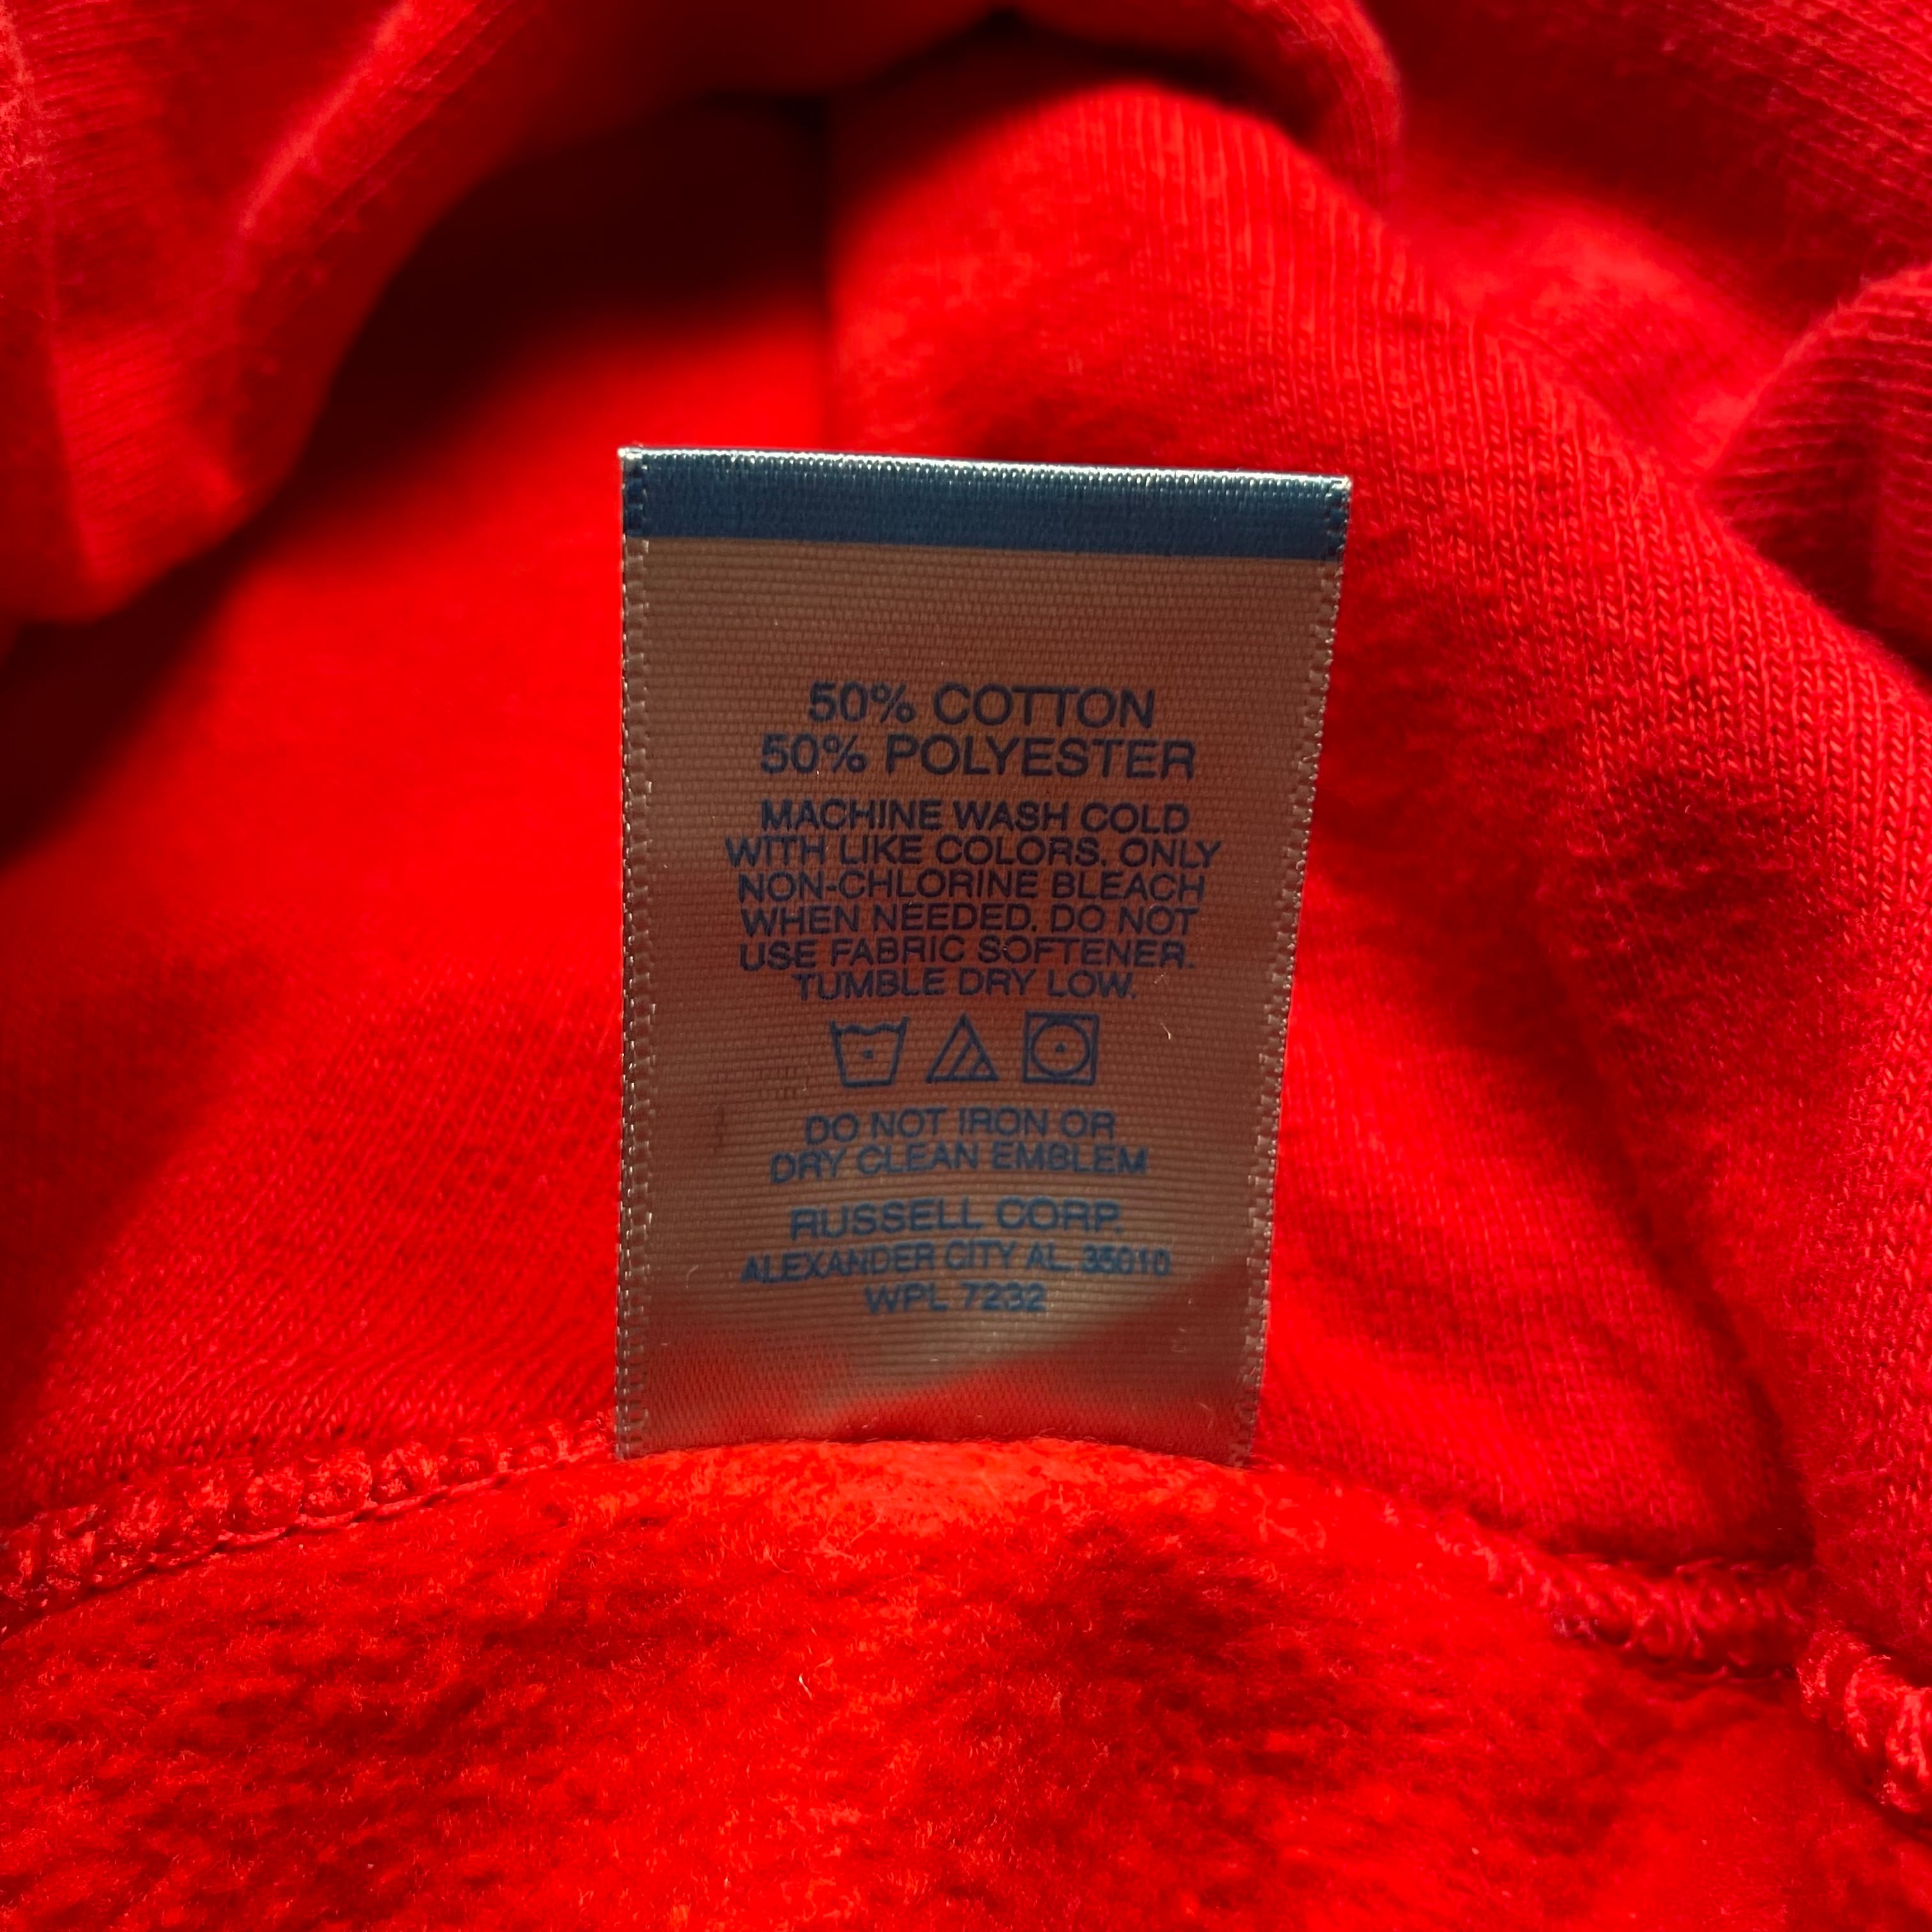 50% COTTON
50% POLYESTER
MACHINE WASH COLD
WITH LIKE COLORS. ONLY
NON-CHLORINE BLEACH
WHEN NEEDED. DO NOT
USE FABRIC SOFTENER.
TUMBLE DRY LOW.
DO NOT IRON OR
DRY CLEAN EMBLEM
RUSSELL CORP.
ALEXANDER CITY AL 35010
WPL 7232